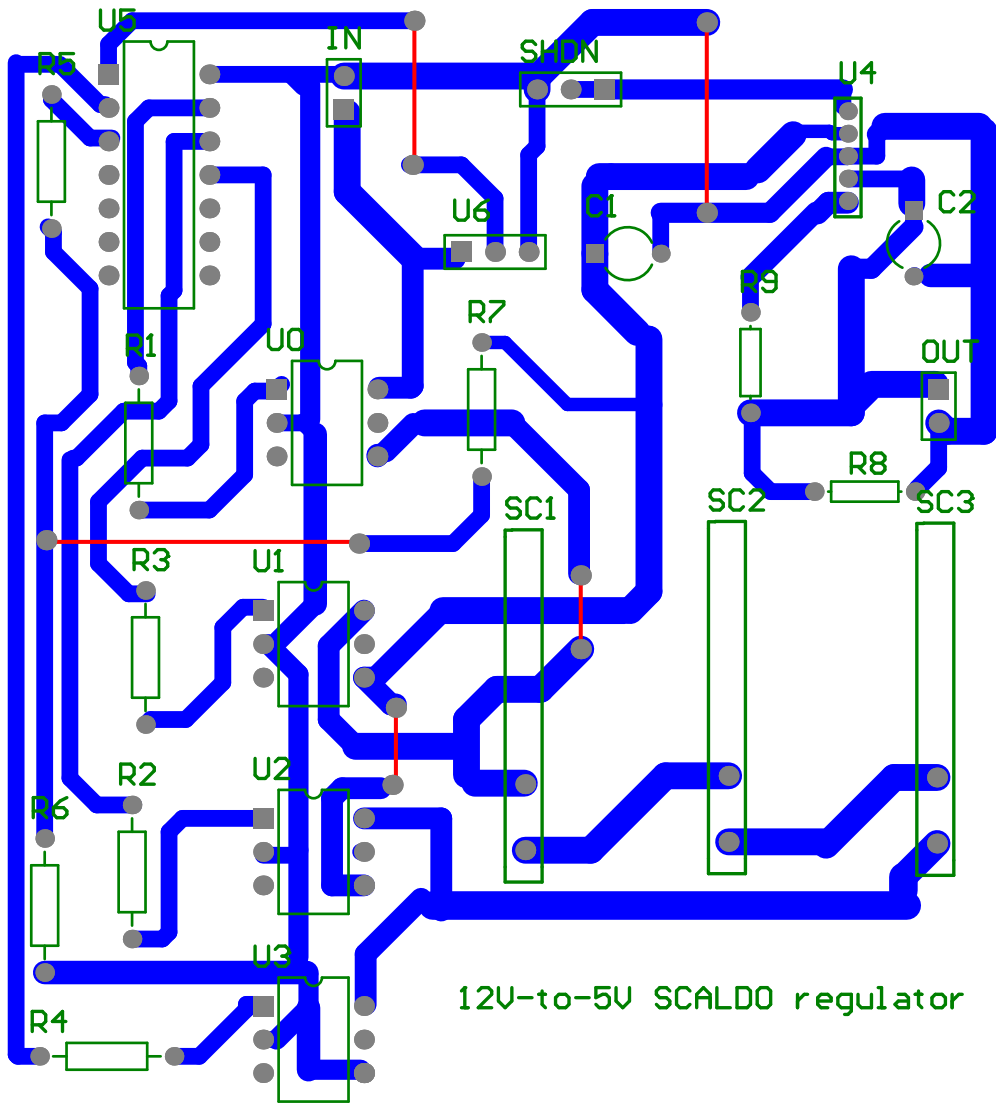 U5
IN
SHDN
R5
U4
U6
C1
C2
R9
R7
R1
U0
OUT
R8
SC1
SC2
SC3
R3
U1
U2
R2
R6
U3
R4
12V-to-5V SCALDO regulator